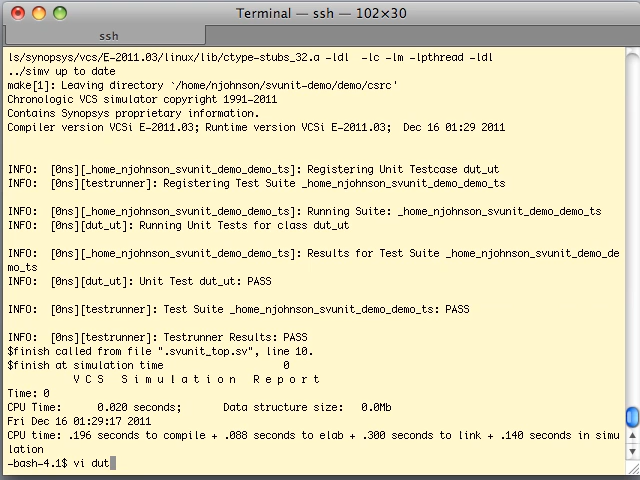 Terminal — ssh — 102×30
ssh
ls/synopsys/vcs/E-2011.03/linux/lib/ctype-stubs_32.a -ldl  -lc -lm -lpthread -ldl
../simv up to date
make[1]: Leaving directory `/home/njohnson/svunit-demo/demo/csrc'
Chronologic VCS simulator copyright 1991-2011
Contains Synopsys proprietary information.
Compiler version VCSi E-2011.03; Runtime version VCSi E-2011.03;  Dec 16 01:29 2011
INFO:  [0ns][_home_njohnson_svunit_demo_demo_ts]: Registering Unit Testcase dut_ut
INFO:  [0ns][testrunner]: Registering Test Suite _home_njohnson_svunit_demo_demo_ts
INFO:  [0ns][_home_njohnson_svunit_demo_demo_ts]: Running Suite: _home_njohnson_svunit_demo_demo_ts
INFO:  [0ns][dut_ut]: Running Unit Tests for class dut_ut
INFO:  [0ns][_home_njohnson_svunit_demo_demo_ts]: Results for Test Suite _home_njohnson_svunit_demo_de
mo_ts
INFO:  [0ns][dut_ut]: Unit Test dut_ut: PASS
INFO:  [0ns][testrunner]: Test Suite _home_njohnson_svunit_demo_demo_ts: PASS
INFO:  [0ns][testrunner]: Testrunner Results: PASS
$finish called from file ".svunit_top.sv", line 10.
$finish at simulation time                    0
           V C S   S i m u l a t i o n   R e p o r t
Time: 0
CPU Time:      0.020 seconds;       Data structure size:   0.0Mb
Fri Dec 16 01:29:17 2011
CPU time: .196 seconds to compile + .088 seconds to elab + .300 seconds to link + .140 seconds in simu
lation
-bash-4.1$ vi dut